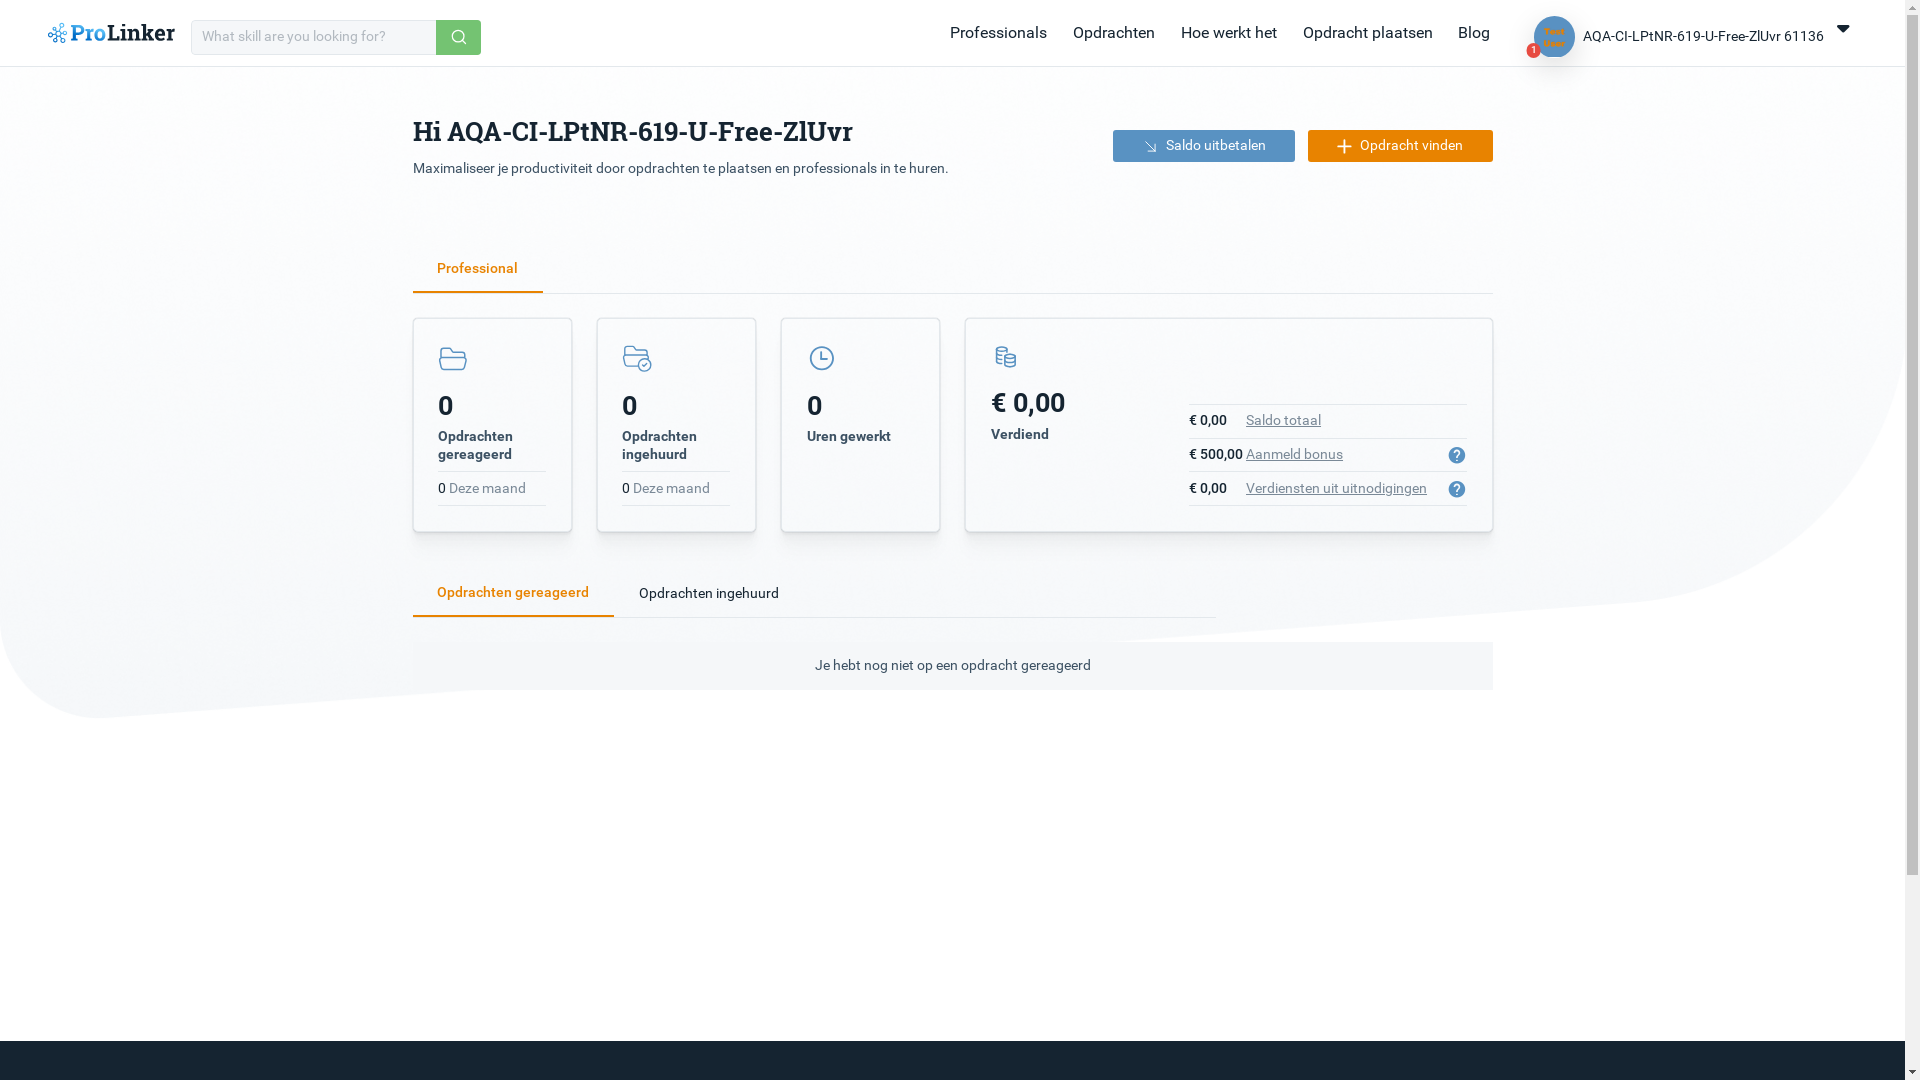 ProLinker
What skill are you looking for?
Professionals
Opdrachten
Hoe werkt het
Opdracht plaatsen
Blog
Test
User
1
AQA-CI-LPtNR-619-U-Free-ZlUvr 61136
Hi AQA-CI-LPtNR-619-U-Free-ZlUvr
Maximaliseer je productiviteit door opdrachten te plaatsen en professionals in te huren.
Saldo uitbetalen
Opdracht vinden
Professional
0
Opdrachten
gereageerd
0 Deze maand
0
Opdrachten
ingehuurd
0 Deze maand
0
Uren gewerkt
€ 0,00
Verdiend
€ 0,00 Saldo totaal
€ 500,00 Aanmeld bonus
€ 0,00 Verdiensten uit uitnodigingen
Opdrachten gereageerd
Opdrachten ingehuurd
Je hebt nog niet op een opdracht gereageerd